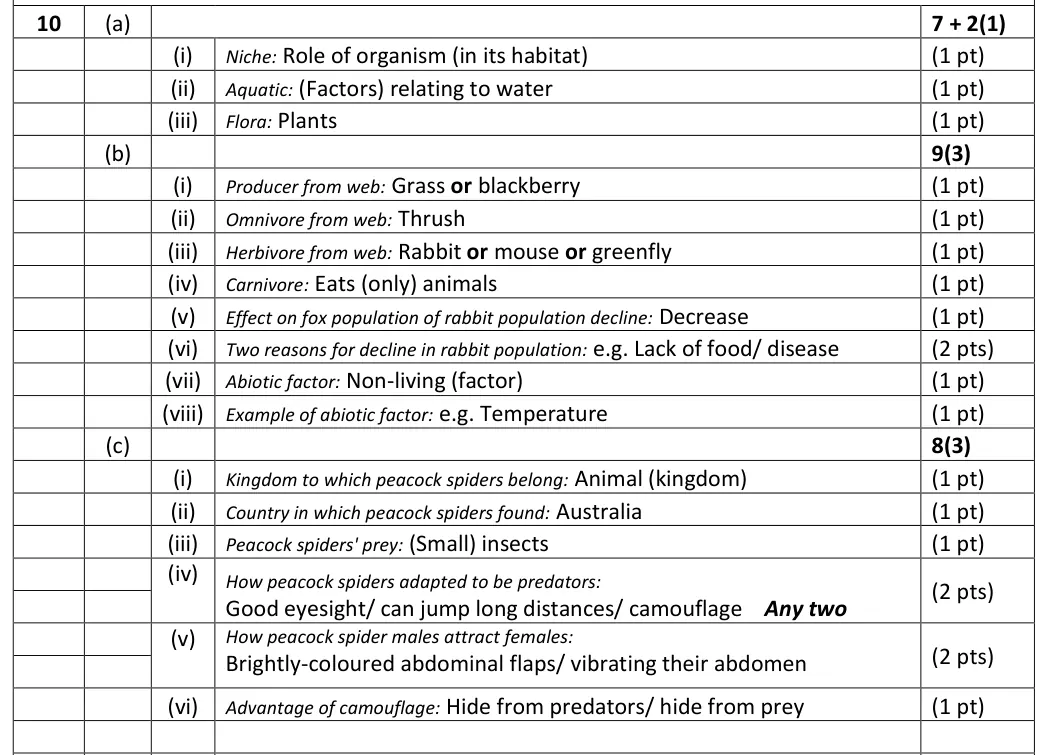 10 (a) 7 + 2(1)
(i) Niche: Role of organism (in its habitat) (1 pt)
(ii) Aquatic: (Factors) relating to water (1 pt)
(iii) Flora: Plants (1 pt)
(b) 9(3)
(i) Producer from web: Grass or blackberry (1 pt)
(ii) Omnivore from web: Thrush (1 pt)
(iii) Herbivore from web: Rabbit or mouse or greenfly (1 pt)
(iv) Carnivore: Eats (only) animals (1 pt)
(v) Effect on fox population of rabbit population decline: Decrease (1 pt)
(vi) Two reasons for decline in rabbit population: e.g. Lack of food/ disease (2 pts)
(vii) Abiotic factor: Non-living (factor) (1 pt)
(viii) Example of abiotic factor: e.g. Temperature (1 pt)
(c) 8(3)
(i) Kingdom to which peacock spiders belong: Animal (kingdom) (1 pt)
(ii) Country in which peacock spiders found: Australia (1 pt)
(iii) Peacock spiders' prey: (Small) insects (1 pt)
(iv) How peacock spiders adapted to be predators:
Good eyesight/ can jump long distances/ camouflage Any two (2 pts)
(v) How peacock spider males attract females:
Brightly-coloured abdominal flaps/ vibrating their abdomen (2 pts)
(vi) Advantage of camouflage: Hide from predators/ hide from prey (1 pt)